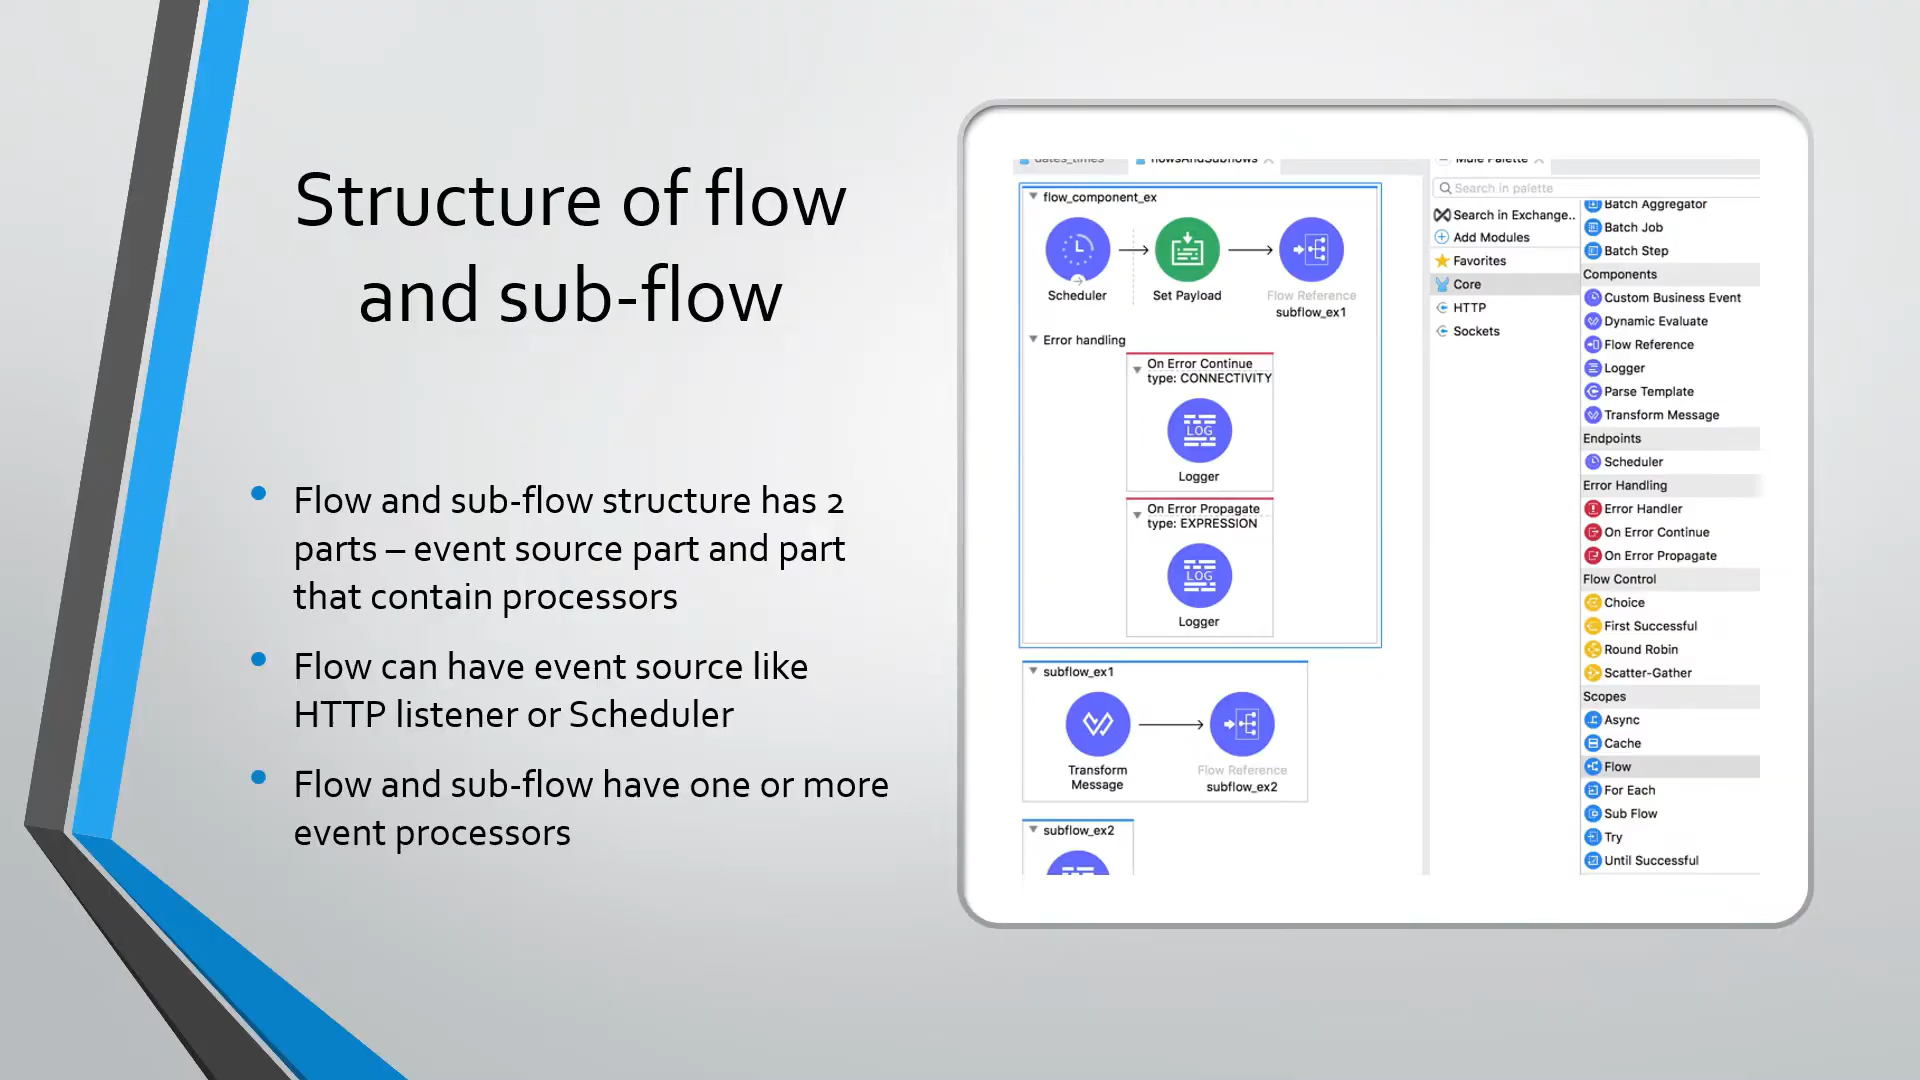 Structure of flow
and sub-flow
Flow and sub-flow structure has 2
parts – event source part and part
that contain processors
Flow can have event source like
HTTP listener or Scheduler
Flow and sub-flow have one or more
event processors
dates_times
flowsAndSubflows
flow_component_ex
Scheduler
Set Payload
Flow Reference
subflow_ex1
Error handling
On Error Continue
type: CONNECTIVITY
LOG
Logger
On Error Propagate
type: EXPRESSION
LOG
Logger
subflow_ex1
Transform
Message
Flow Reference
subflow_ex2
subflow_ex2
Mule Palette
Search in palette
Search in Exchange..
Add Modules
Favorites
Core
HTTP
Sockets
Batch Aggregator
Batch Job
Batch Step
Components
Custom Business Event
Dynamic Evaluate
Flow Reference
Logger
Parse Template
Transform Message
Endpoints
Scheduler
Error Handling
Error Handler
On Error Continue
On Error Propagate
Flow Control
Choice
First Successful
Round Robin
Scatter-Gather
Scopes
Async
Cache
Flow
For Each
Sub Flow
Try
Until Successful